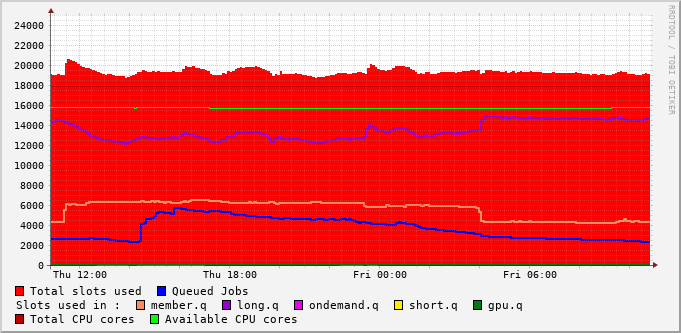 24000
22000
20000
18000
16000
14000
12000
10000
8000
6000
4000
2000
0
Thu 12:00 Thu 18:00 Fri 00:00 Fri 06:00
Total slots used Queued Jobs
Slots used in : member.q long.q ondemand.q short.q gpu.q
Total CPU cores Available CPU cores
RRDTOOL / TOBI OETIKER